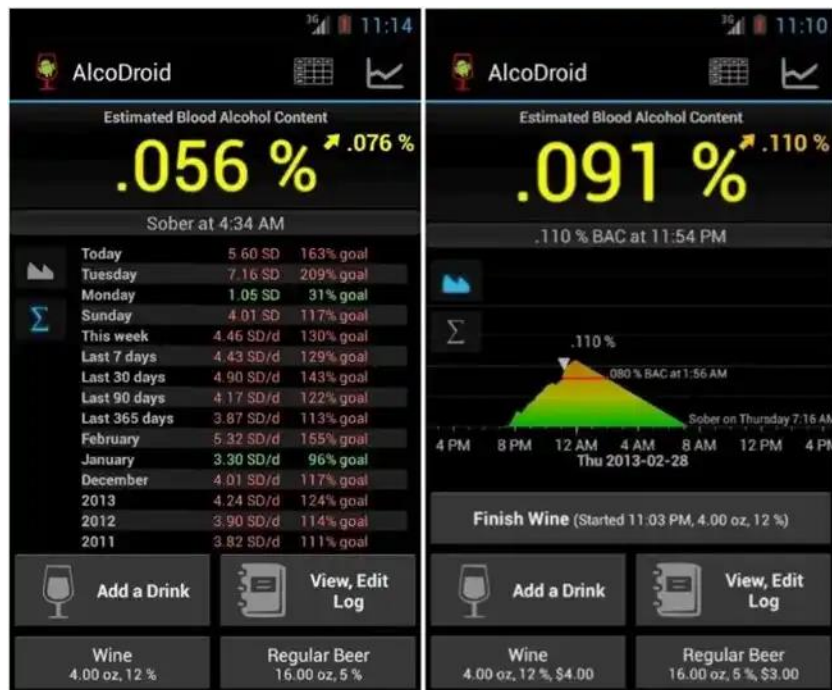 3G 11:14
AlcoDroid
Estimated Blood Alcohol Content
.056 % .076 %
Sober at 4:34 AM
Today 5.60 SD 163% goal
Tuesday 7.16 SD 209% goal
Monday 1.05 SD 31% goal
Sunday 4.01 SD 117% goal
This week 4.46 SD/d 130% goal
Last 7 days 4.43 SD/d 129% goal
Last 30 days 4.90 SD/d 143% goal
Last 90 days 4.17 SD/d 122% goal
Last 365 days 3.87 SD/d 113% goal
February 5.32 SD/d 155% goal
January 3.30 SD/d 96% goal
December 4.01 SD/d 117% goal
2013 4.24 SD/d 124% goal
2012 3.90 SD/d 114% goal
2011 3.82 SD/d 111% goal
Σ
Add a Drink
View, Edit
Log
Wine
4.00 oz, 12 %
Regular Beer
16.00 oz, 5 %
3G 11:10
AlcoDroid
Estimated Blood Alcohol Content
.091 % .110 %
.110 % BAC at 11:54 PM
Σ
.110 %
.080 % BAC at 1:56 AM
Sober on Thursday 7:16 AM
4 PM 8 PM 12 AM 4 AM 8 AM 12 PM 4 P
Thu 2013-02-28
Finish Wine (Started 11:03 PM, 4.00 oz, 12 %)
Add a Drink
View, Edit
Log
Wine
4.00 oz, 12 %, $4.00
Regular Beer
16.00 oz, 5 %, $3.00